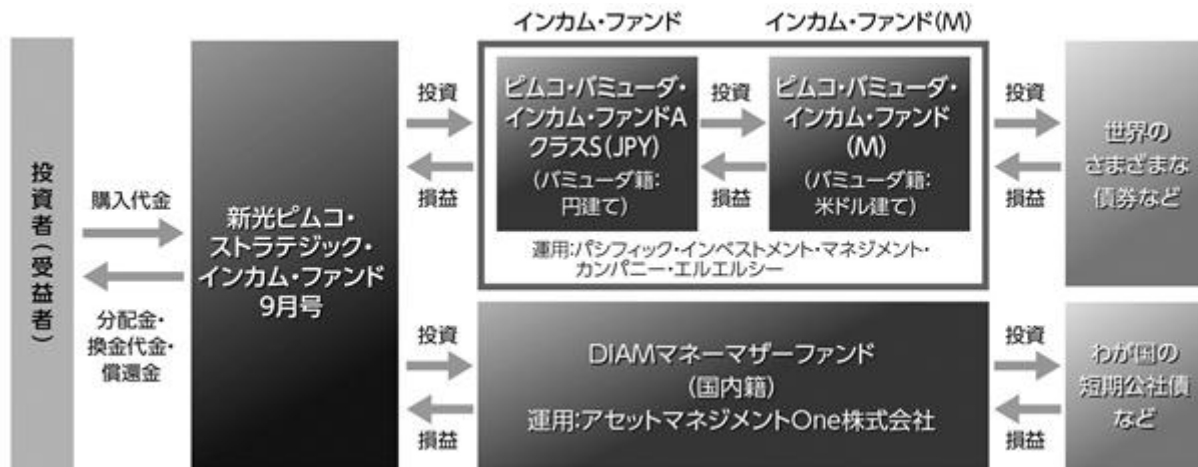 インカム・ファンド
インカム・ファンド(M)
投資者(受益者)
購入代金
分配金・
換金代金・
償還金
新光ピムコ・
ストラテジック・
インカム・ファンド
9月号
投資
損益
ピムコ・バミューダ・
インカム・ファンドA
クラスS(JPY)
(バミューダ籍:
円建て)
投資
損益
ピムコ・バミューダ・
インカム・ファンド
(M)
(バミューダ籍:
米ドル建て)
運用:パシフィック・インベストメント・マネジメント・
カンパニー・エルエルシー
投資
損益
世界の
さまざまな
債券など
投資
損益
DIAMマネーマザーファンド
(国内籍)
運用:アセットマネジメントOne株式会社
投資
損益
わが国の
短期公社債
など